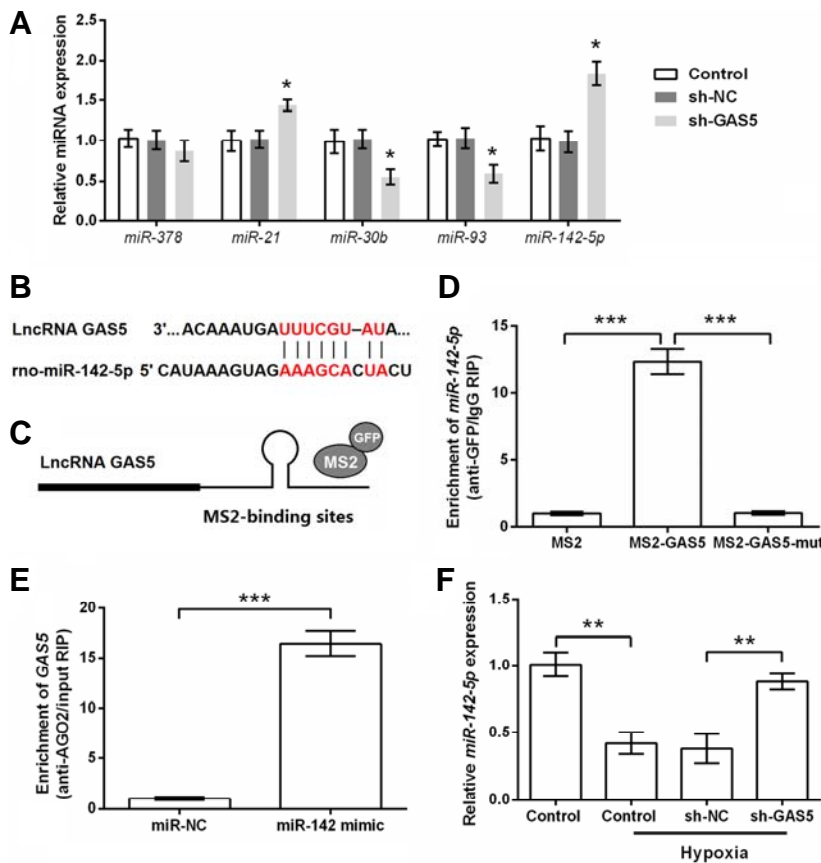 A
Relative miRNA expression
2.5
2.0
1.5
1.0
0.5
0.0
*
*
*
*
miR-378 miR-21 miR-30b miR-93 miR-142-5p
Control
sh-NC
sh-GAS5
B
LncRNA GAS5 3'... ACAAAUGAUUUCGU–AUA...
rno-miR-142-5p 5' CAUAAAGUAGAAAGCACUACU
C
LncRNA GAS5
MS2
GFP
MS2-binding sites
D
Enrichment of miR-142-5p
(anti-GFP/IgG RIP)
15
10
5
0
*** ***
MS2 MS2-GAS5 MS2-GAS5-mut
E
Enrichment of GAS5
(anti-AGO2/input RIP)
20
15
10
5
0
***
miR-NC miR-142 mimic
F
Relative miR-142-5p expression
1.5
1.0
0.5
0.0
** **
Control Control sh-NC sh-GAS5
Hypoxia